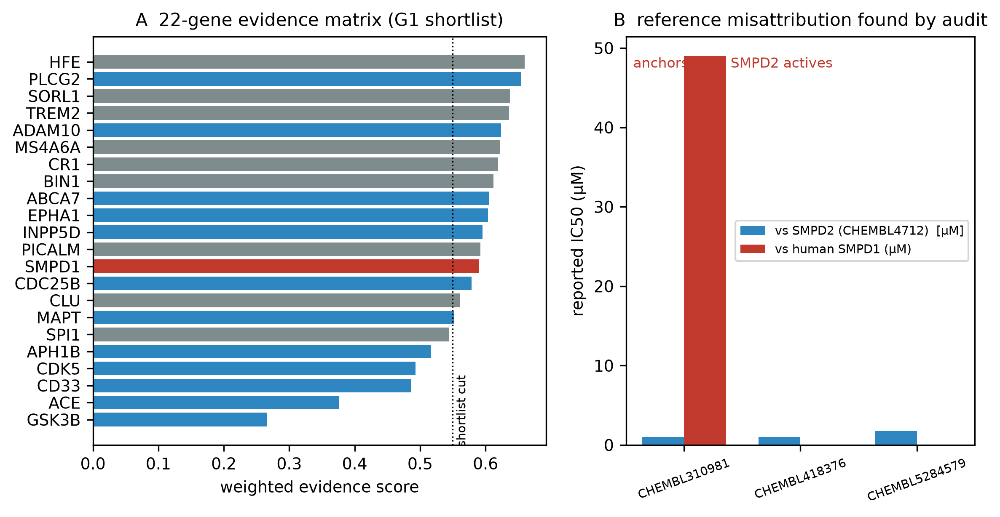 A  22-gene evidence matrix (G1 shortlist)
HFE
PLCG2
SORL1
TREM2
ADAM10
MS4A6A
CR1
BIN1
ABCA7
EPHA1
INPP5D
PICALM
SMPD1
CDC25B
CLU
MAPT
SPI1
APH1B
CDK5
CD33
ACE
GSK3B
shortlist cut
0.0 0.1 0.2 0.3 0.4 0.5 0.6
weighted evidence score
B  reference misattribution found by audit
reported IC50 (µM)
50
40
30
20
10
0
anchors SMPD2 actives
vs SMPD2 (CHEMBL4712)  [µM]
vs human SMPD1 (µM)
CHEMBL310981
CHEMBL418376
CHEMBL5284579